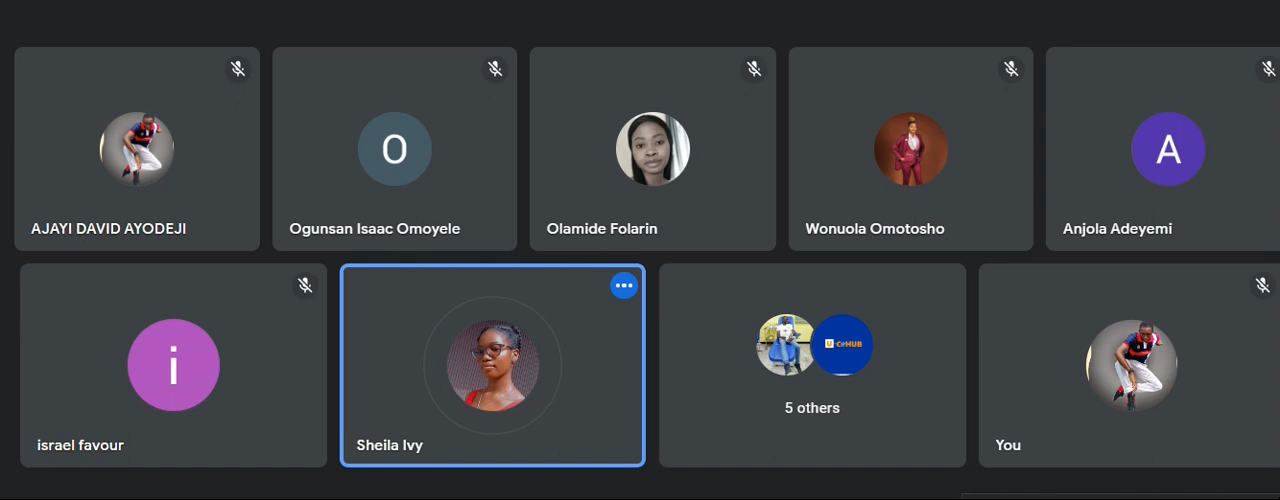 O
A
AJAYI DAVID AYODEJI
Ogunsan Isaac Omoyele
Olamide Folarin
Wonuola Omotosho
Anjola Adeyemi
i
israel favour
Sheila Ivy
5 others
You